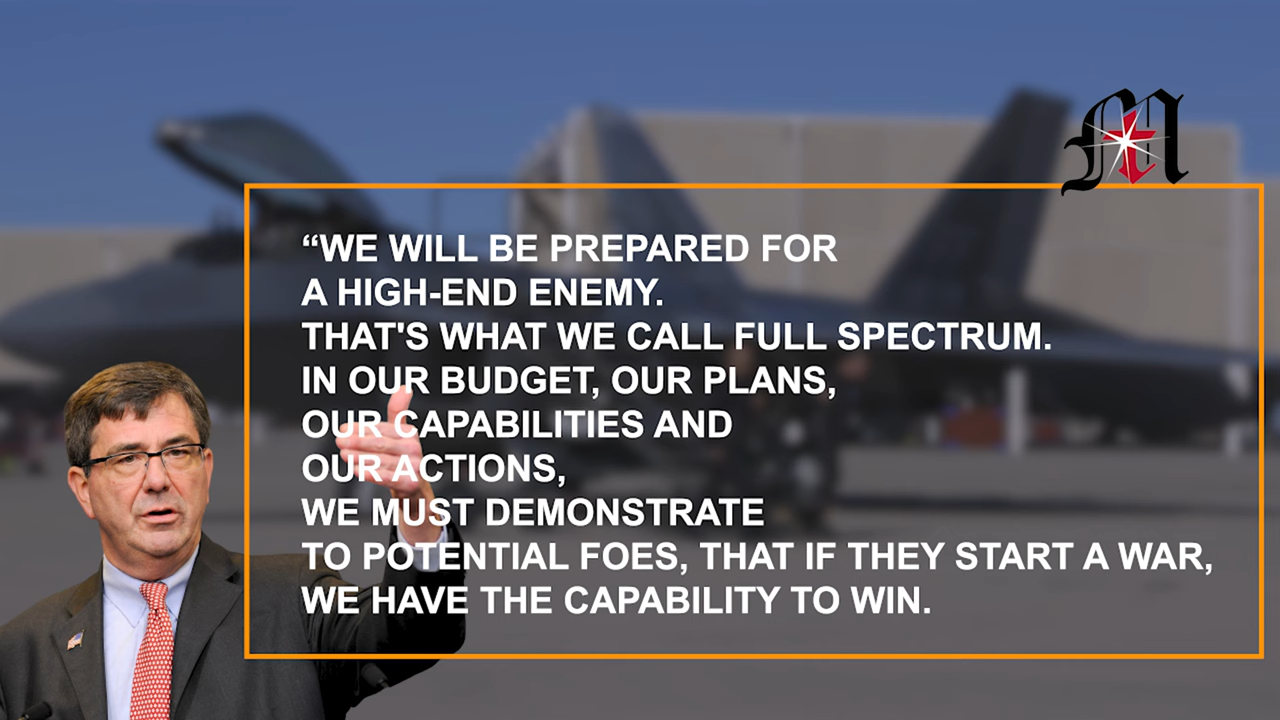 “WE WILL BE PREPARED FOR
A HIGH-END ENEMY.
THAT'S WHAT WE CALL FULL SPECTRUM.
IN OUR BUDGET, OUR PLANS,
OUR CAPABILITIES AND
OUR ACTIONS,
WE MUST DEMONSTRATE
TO POTENTIAL FOES, THAT IF THEY START A WAR,
WE HAVE THE CAPABILITY TO WIN.